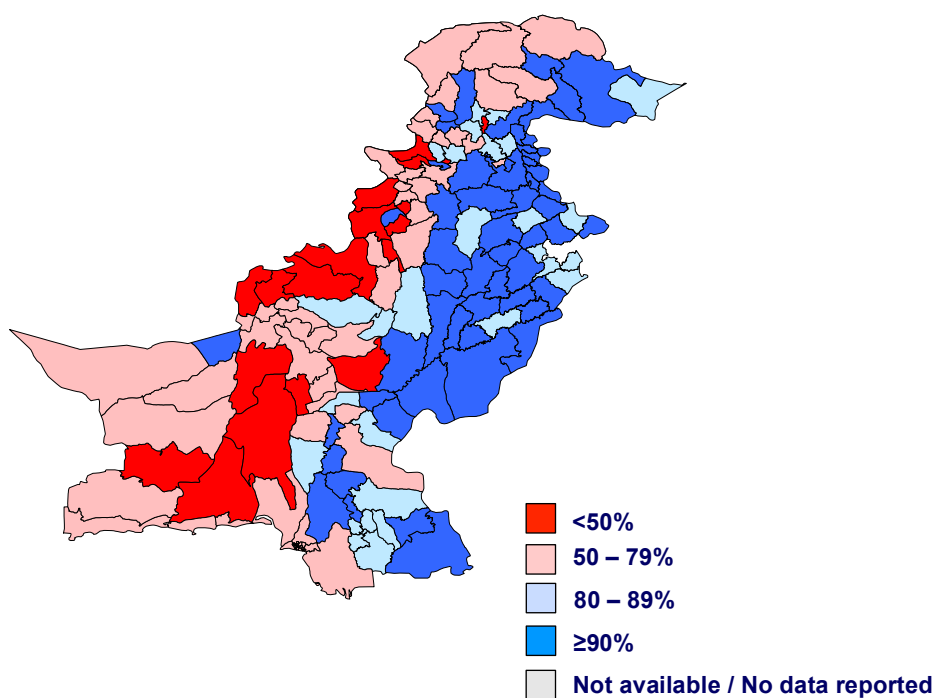 <50%
50 – 79%
80 – 89%
≥90%
Not available / No data reported